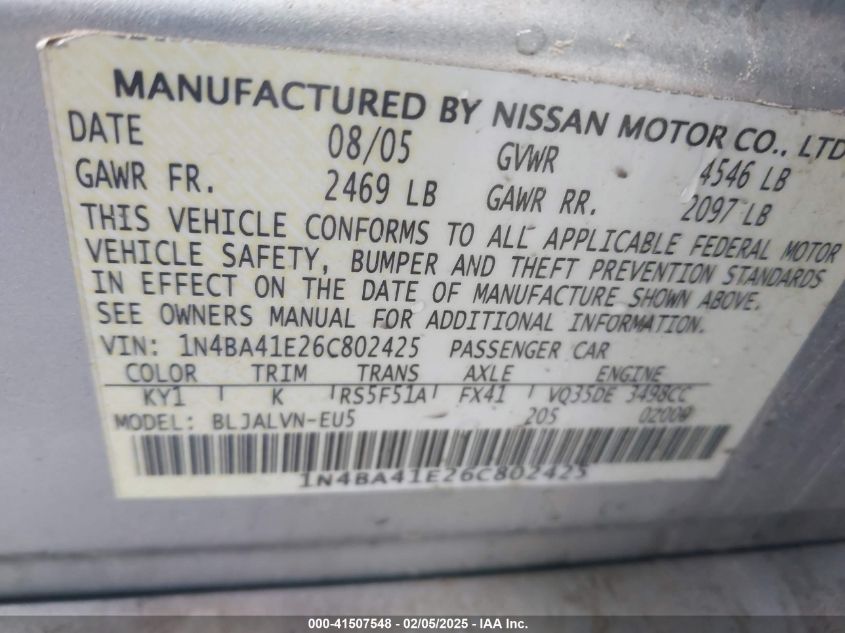 MANUFACTURED BY NISSAN MOTOR CO., LTD
DATE 08/05 GVWR 4546 LB
GAWR FR. 2469 LB GAWR RR. 2097 LB
THIS VEHICLE CONFORMS TO ALL APPLICABLE FEDERAL MOTOR
VEHICLE SAFETY, BUMPER AND THEFT PREVENTION STANDARDS
IN EFFECT ON THE DATE OF MANUFACTURE SHOWN ABOVE.
SEE OWNERS MANUAL FOR ADDITIONAL INFORMATION.
VIN: 1N4BA41E26C802425 PASSENGER CAR
COLOR TRIM TRANS AXLE ENGINE
KY1 K RS5F51A FX41 VQ35DE 3498CC
MODEL: BLJALVN-EU5 205 02009
1N4BA41E26C802425
000-41507548 - 02/05/2025 - IAA Inc.